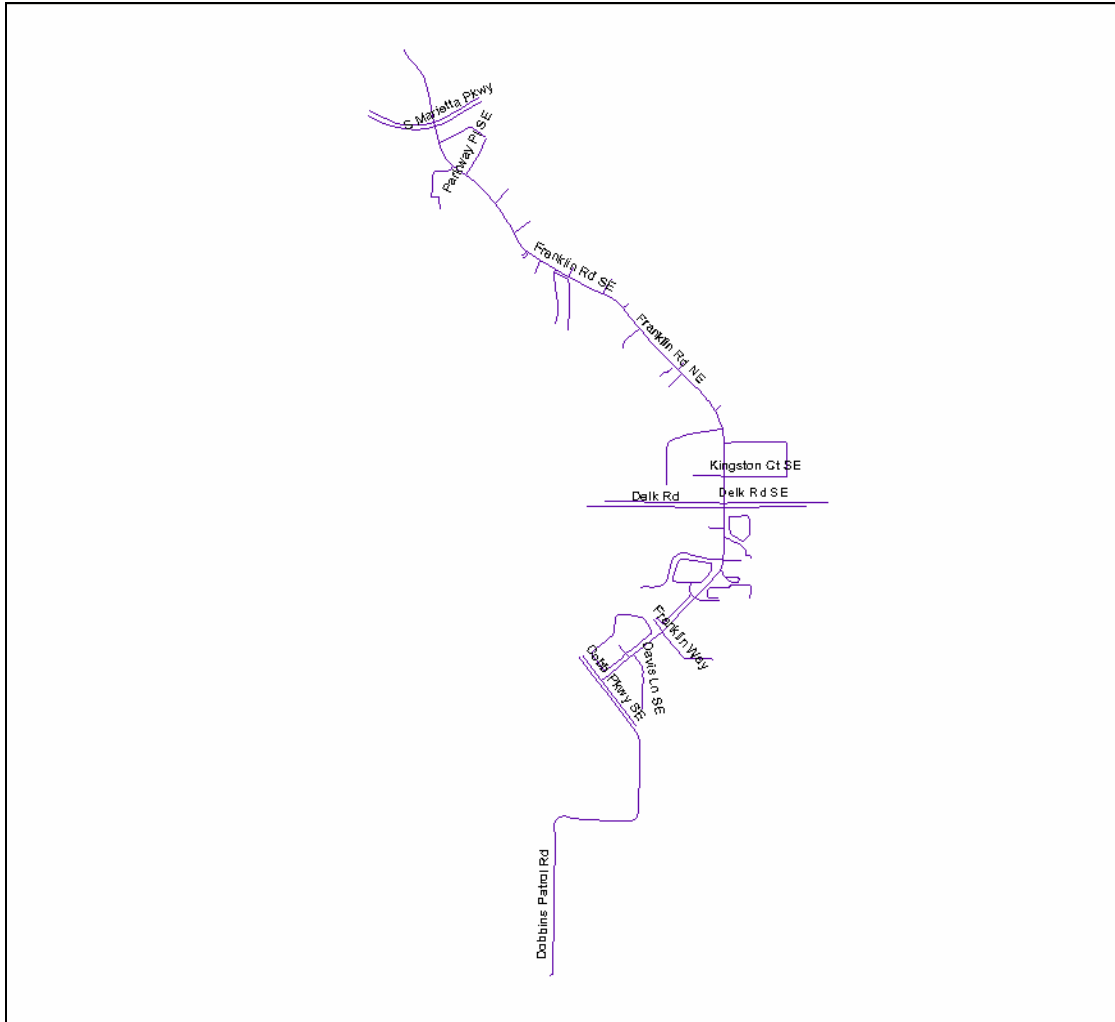 S Marietta Pkwy
Parkway Pl SE
Franklin Rd SE
Franklin Rd NE
Kingston Ct SE
Delk Rd
Delk Rd SE
Franklin Way
Davis Ln SE
Cobb Pkwy SE
Dobbins Patrol Rd